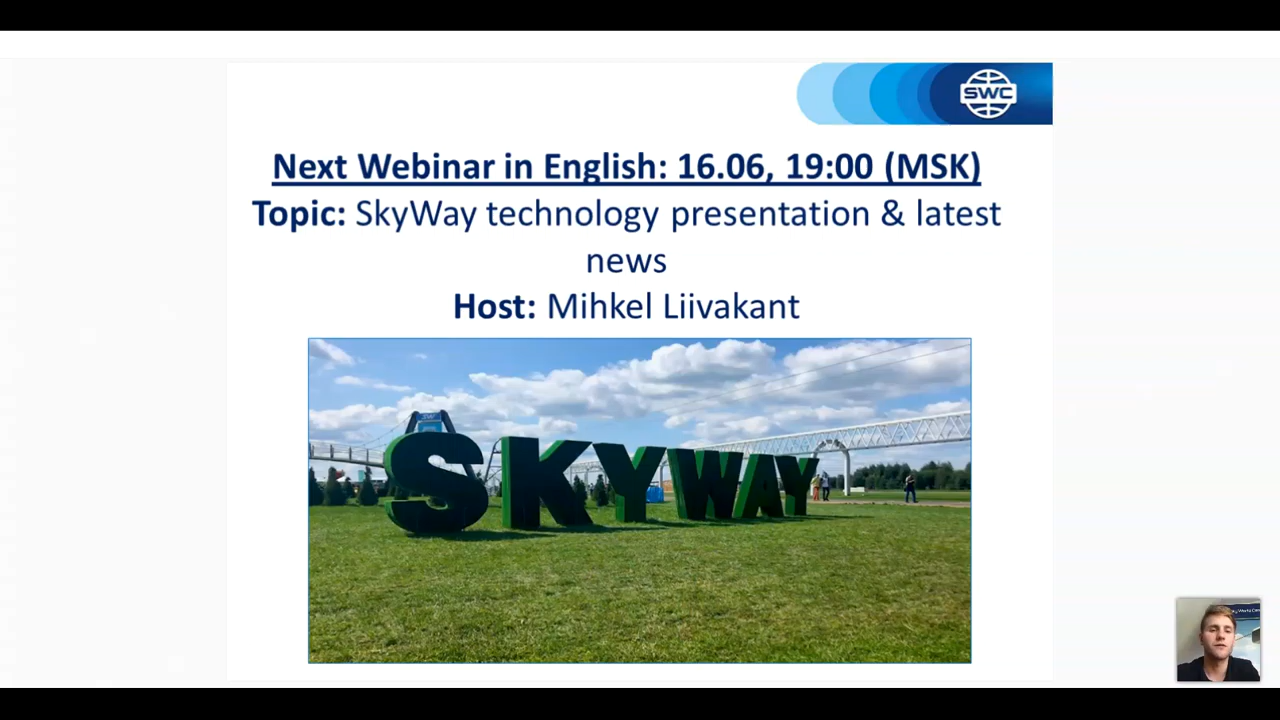 SWC
Next Webinar in English: 16.06, 19:00 (MSK)
Topic: SkyWay technology presentation & latest
news
Host: Mihkel Liivakant
SKYWAY